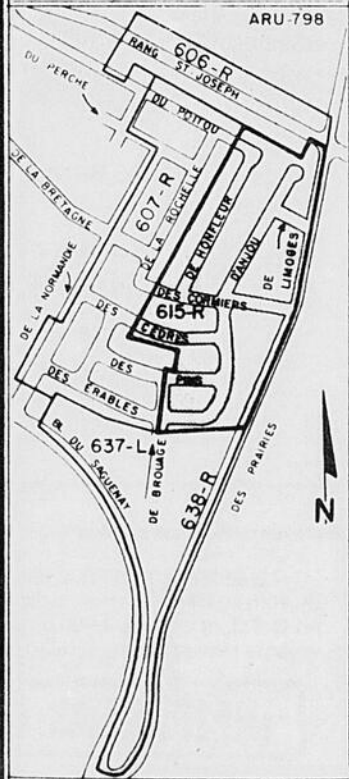 ARU-798
606-R
RANG
ST. JOSEPH
DU PERCHE
DU POITOU
607-R
DE LA ROCHELLE
DE LA BRETAGNE
DE HONFLEUR
D'ANJOU
DE LIMOGES
DE LA NORMANDIE
DES CORMIERS
615-R
DES CÈDRES
DES PINS
DES ÉRABLES
BL. DU SAGUENAY
637-L
DE BROUAGE
638-R
DES PRAIRIES
N